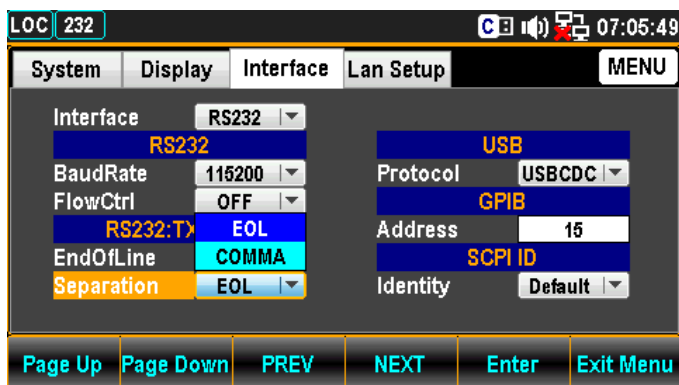 LOC 232 C 07:05:49
System Display Interface Lan Setup MENU
Interface RS232
RS232 USB
BaudRate 115200 Protocol USBCDC
FlowCtrl OFF GPIB
RS232:TX EOL Address 15
EndOfLine COMMA SCPI ID
Separation EOL Identity Default
Page Up Page Down PREV NEXT Enter Exit Menu